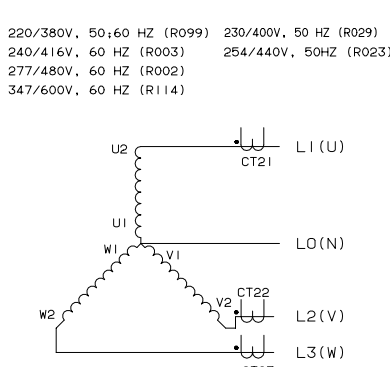 220/380V, 50;60 HZ (R099) 230/400V, 50 HZ (R029)
240/416V, 60 HZ (R003) 254/440V, 50HZ (R023)
277/480V, 60 HZ (R002)
347/600V, 60 HZ (R114)
U2
L1(U)
CT21
U1
W1
V1
L0(N)
CT22
W2
V2
L2(V)
L3(W)